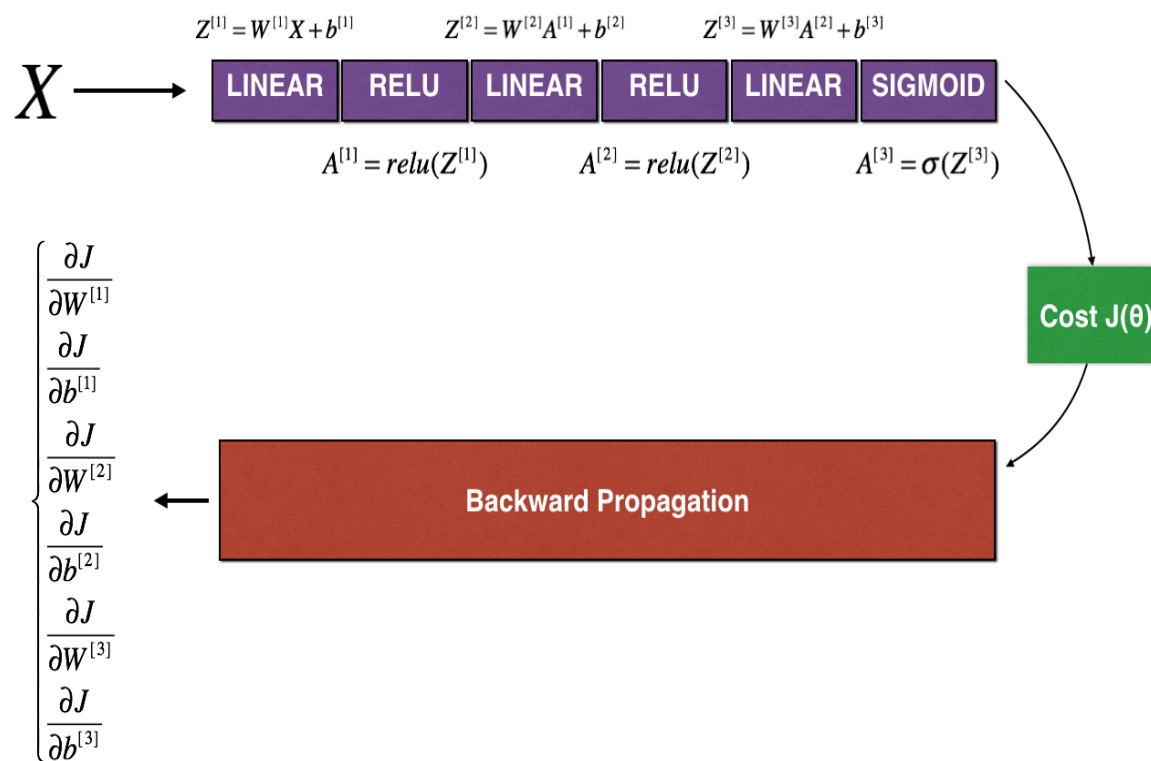 Z^[1] = W^[1]X + b^[1] Z^[2] = W^[2]A^[1] + b^[2] Z^[3] = W^[3]A^[2] + b^[3]
X LINEAR RELU LINEAR RELU LINEAR SIGMOID
A^[1] = relu(Z^[1]) A^[2] = relu(Z^[2]) A^[3] = σ(Z^[3])
Cost J(θ)
Backward Propagation
∂J/∂W^[1]
∂J/∂b^[1]
∂J/∂W^[2]
∂J/∂b^[2]
∂J/∂W^[3]
∂J/∂b^[3]